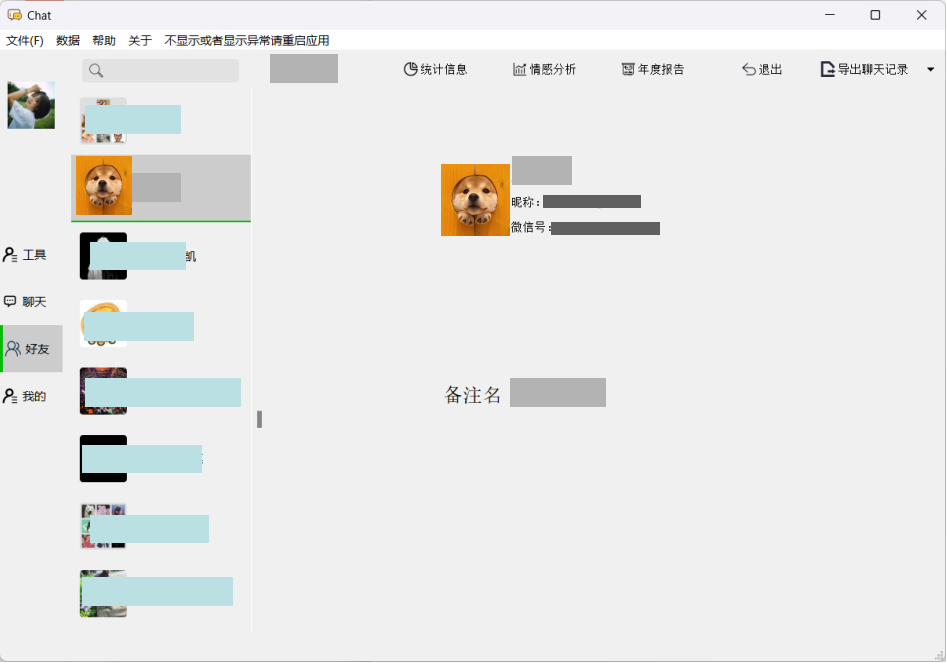 Chat
文件(F) 数据 帮助 关于 不显示或者显示异常请重启应用
统计信息 情感分析 年度报告 退出 导出聊天记录
昵称：
微信号：
凯
工具
聊天
好友
我的
备注名